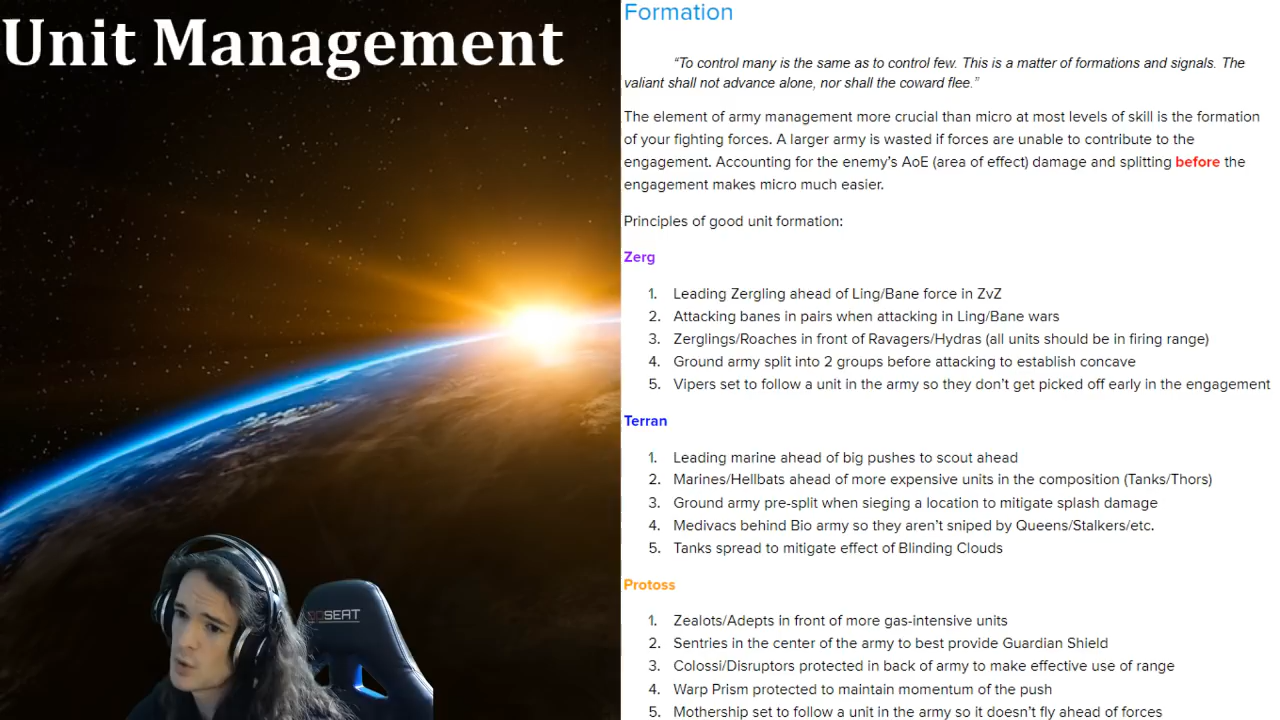 Unit Management
Formation
“To control many is the same as to control few. This is a matter of formations and signals. The
valiant shall not advance alone, nor shall the coward flee.”
The element of army management more crucial than micro at most levels of skill is the formation
of your fighting forces. A larger army is wasted if forces are unable to contribute to the
engagement. Accounting for the enemy’s AoE (area of effect) damage and splitting before the
engagement makes micro much easier.
Principles of good unit formation:
Zerg
1. Leading Zergling ahead of Ling/Bane force in ZvZ
2. Attacking banes in pairs when attacking in Ling/Bane wars
3. Zerglings/Roaches in front of Ravagers/Hydras (all units should be in firing range)
4. Ground army split into 2 groups before attacking to establish concave
5. Vipers set to follow a unit in the army so they don’t get picked off early in the engagement
Terran
1. Leading marine ahead of big pushes to scout ahead
2. Marines/Hellbats ahead of more expensive units in the composition (Tanks/Thors)
3. Ground army pre-split when sieging a location to mitigate splash damage
4. Medivacs behind Bio army so they aren’t sniped by Queens/Stalkers/etc.
5. Tanks spread to mitigate effect of Blinding Clouds
Protoss
1. Zealots/Adepts in front of more gas-intensive units
2. Sentries in the center of the army to best provide Guardian Shield
3. Colossi/Disruptors protected in back of army to make effective use of range
4. Warp Prism protected to maintain momentum of the push
5. Mothership set to follow a unit in the army so it doesn’t fly ahead of forces